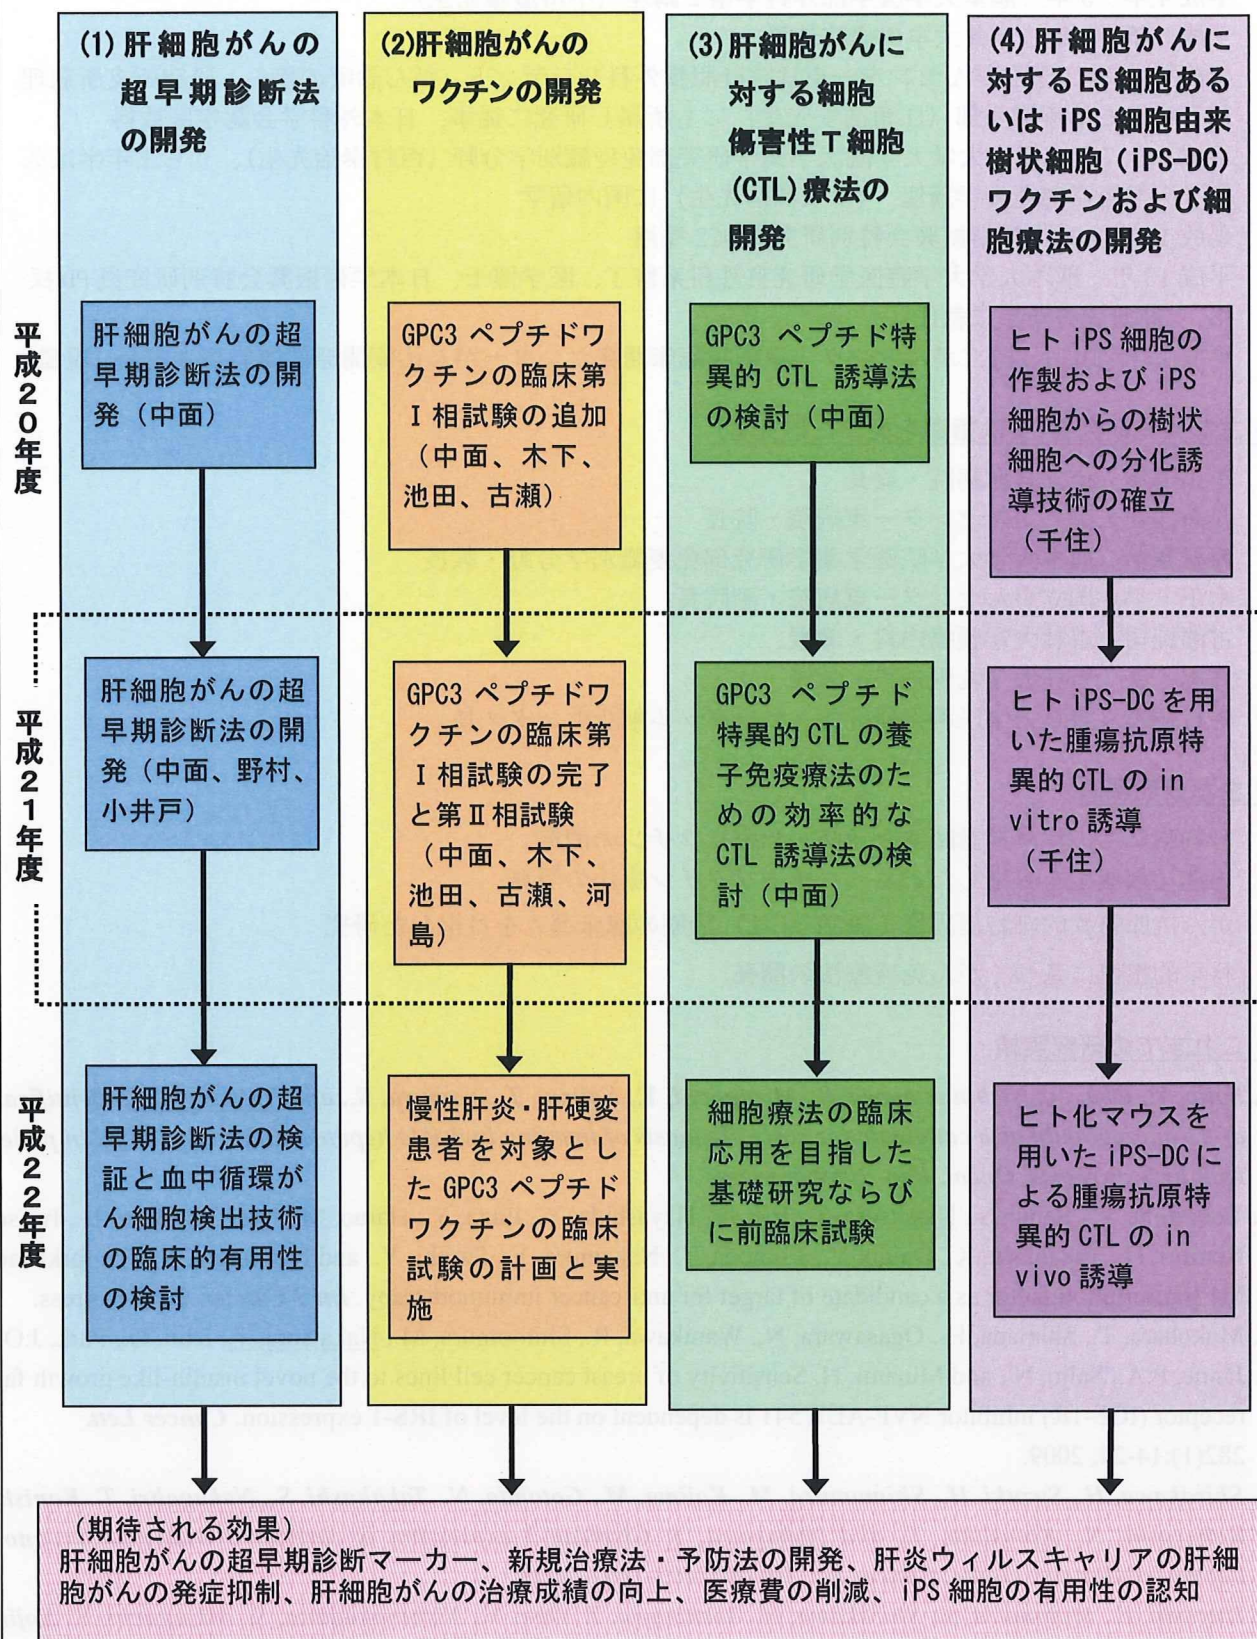 (1) 肝細胞がんの
超早期診断法
の開発
(2)肝細胞がんの
ワクチンの開発
(3) 肝細胞がんに
対する細胞
傷害性T細胞
(CTL)療法の
開発
(4) 肝細胞がんに
対するES細胞ある
いは iPS 細胞由来
樹状細胞(iPS-DC)
ワクチンおよび細
胞療法の開発
平成20年度
肝細胞がんの超
早期診断法の開
発(中面)
GPC3 ペプチドワ
クチンの臨床第
Ⅰ相試験の追加
(中面、木下、
池田、古瀬)
GPC3 ペプチド特
異的 CTL 誘導法
の検討(中面)
ヒト iPS 細胞の
作製および iPS
細胞からの樹状
細胞への分化誘
導技術の確立
(千住)
平成21年度
肝細胞がんの超
早期診断法の開
発(中面、野村、
小井戸)
GPC3 ペプチドワ
クチンの臨床第
Ⅰ相試験の完了
と第Ⅱ相試験
(中面、木下、
池田、古瀬、河
島)
GPC3 ペプチド
特異的 CTL の養
子免疫療法のた
めの効率的な
CTL 誘導法の検
討(中面)
ヒト iPS-DC を用
いた腫瘍抗原特
異的 CTL の in
vitro 誘導
(千住)
平成22年度
肝細胞がんの超
早期診断法の検
証と血中循環が
ん細胞検出技術
の臨床的有用性
の検討
慢性肝炎・肝硬変
患者を対象とし
た GPC3 ペプチド
ワクチンの臨床
試験の計画と実
施
細胞療法の臨床
応用を目指した
基礎研究ならび
に前臨床試験
ヒト化マウスを
用いた iPS-DC に
よる腫瘍抗原特
異的 CTL の in
vivo 誘導
(期待される効果)
肝細胞がんの超早期診断マーカー、新規治療法・予防法の開発、肝炎ウィルスキャリアの肝細
胞がんの発症抑制、肝細胞がんの治療成績の向上、医療費の削減、iPS 細胞の有用性の認知